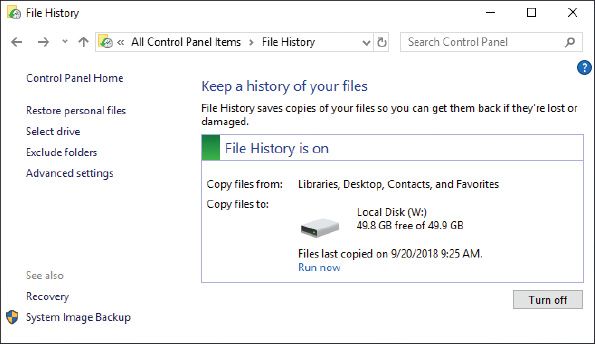 File History
« All Control Panel Items > File History
Search Control Panel
?
Control Panel Home
Restore personal files
Select drive
Exclude folders
Advanced settings
Keep a history of your files
File History saves copies of your files so you can get them back if they're lost or
damaged.
File History is on
Copy files from: Libraries, Desktop, Contacts, and Favorites
Copy files to:
Local Disk (W:)
49.8 GB free of 49.9 GB
Files last copied on 9/20/2018 9:25 AM.
Run now
Turn off
See also
Recovery
System Image Backup